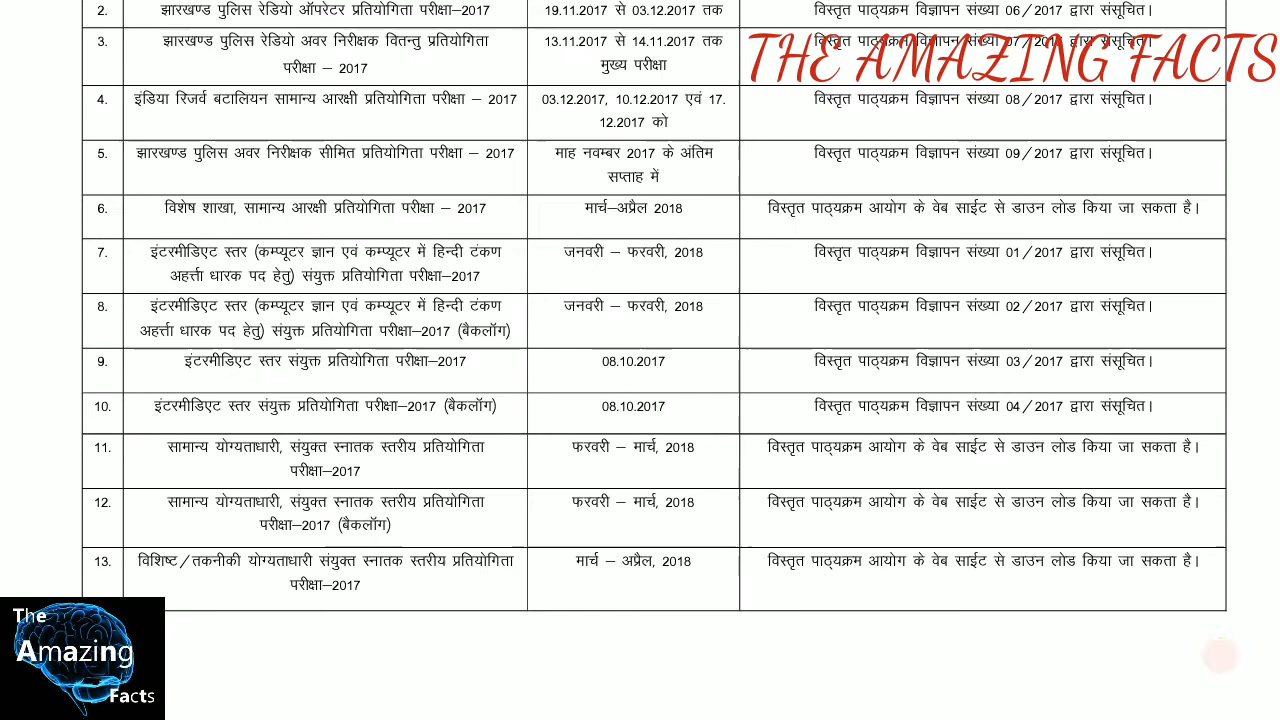 2. झारखण्ड पुलिस रेडियो ऑपरेटर प्रतियोगिता परीक्षा–2017 19.11.2017 से 03.12.2017 तक विस्तृत पाठ्यक्रम विज्ञापन संख्या 06/2017 द्वारा संसूचित।
3. झारखण्ड पुलिस रेडियो अवर निरीक्षक वितन्तु प्रतियोगिता 13.11.2017 से 14.11.2017 तक विस्तृत पाठ्यक्रम विज्ञापन संख्या 07/2017 द्वारा संसूचित।
THE AMAZING FACTS
परीक्षा – 2017 मुख्य परीक्षा
4. इंडिया रिजर्व बटालियन सामान्य आरक्षी प्रतियोगिता परीक्षा – 2017 03.12.2017, 10.12.2017 एवं 17. विस्तृत पाठ्यक्रम विज्ञापन संख्या 08/2017 द्वारा संसूचित।
12.2017 को
5. झारखण्ड पुलिस अवर निरीक्षक सीमित प्रतियोगिता परीक्षा – 2017 माह नवम्बर 2017 के अंतिम विस्तृत पाठ्यक्रम विज्ञापन संख्या 09/2017 द्वारा संसूचित।
सप्ताह में
6. विशेष शाखा, सामान्य आरक्षी प्रतियोगिता परीक्षा – 2017 मार्च–अप्रैल 2018 विस्तृत पाठ्यक्रम आयोग के वेब साईट से डाउन लोड किया जा सकता है।
7. इंटरमीडिएट स्तर (कम्प्यूटर ज्ञान एवं कम्प्यूटर में हिन्दी टंकण जनवरी – फरवरी, 2018 विस्तृत पाठ्यक्रम विज्ञापन संख्या 01/2017 द्वारा संसूचित।
अहर्त्ता धारक पद हेतु) संयुक्त प्रतियोगिता परीक्षा–2017
8. इंटरमीडिएट स्तर (कम्प्यूटर ज्ञान एवं कम्प्यूटर में हिन्दी टंकण जनवरी – फरवरी, 2018 विस्तृत पाठ्यक्रम विज्ञापन संख्या 02/2017 द्वारा संसूचित।
अहर्त्ता धारक पद हेतु) संयुक्त प्रतियोगिता परीक्षा–2017 (बैकलॉग)
9. इंटरमीडिएट स्तर संयुक्त प्रतियोगिता परीक्षा–2017 08.10.2017 विस्तृत पाठ्यक्रम विज्ञापन संख्या 03/2017 द्वारा संसूचित।
10. इंटरमीडिएट स्तर संयुक्त प्रतियोगिता परीक्षा–2017 (बैकलॉग) 08.10.2017 विस्तृत पाठ्यक्रम विज्ञापन संख्या 04/2017 द्वारा संसूचित।
11. सामान्य योग्यताधारी, संयुक्त स्नातक स्तरीय प्रतियोगिता फरवरी – मार्च, 2018 विस्तृत पाठ्यक्रम आयोग के वेब साईट से डाउन लोड किया जा सकता है।
परीक्षा–2017
12. सामान्य योग्यताधारी, संयुक्त स्नातक स्तरीय प्रतियोगिता फरवरी – मार्च, 2018 विस्तृत पाठ्यक्रम आयोग के वेब साईट से डाउन लोड किया जा सकता है।
परीक्षा–2017 (बैकलॉग)
13. विशिष्ट/तकनीकी योग्यताधारी संयुक्त स्नातक स्तरीय प्रतियोगिता मार्च – अप्रैल, 2018 विस्तृत पाठ्यक्रम आयोग के वेब साईट से डाउन लोड किया जा सकता है।
परीक्षा–2017
The
Amazing
Facts